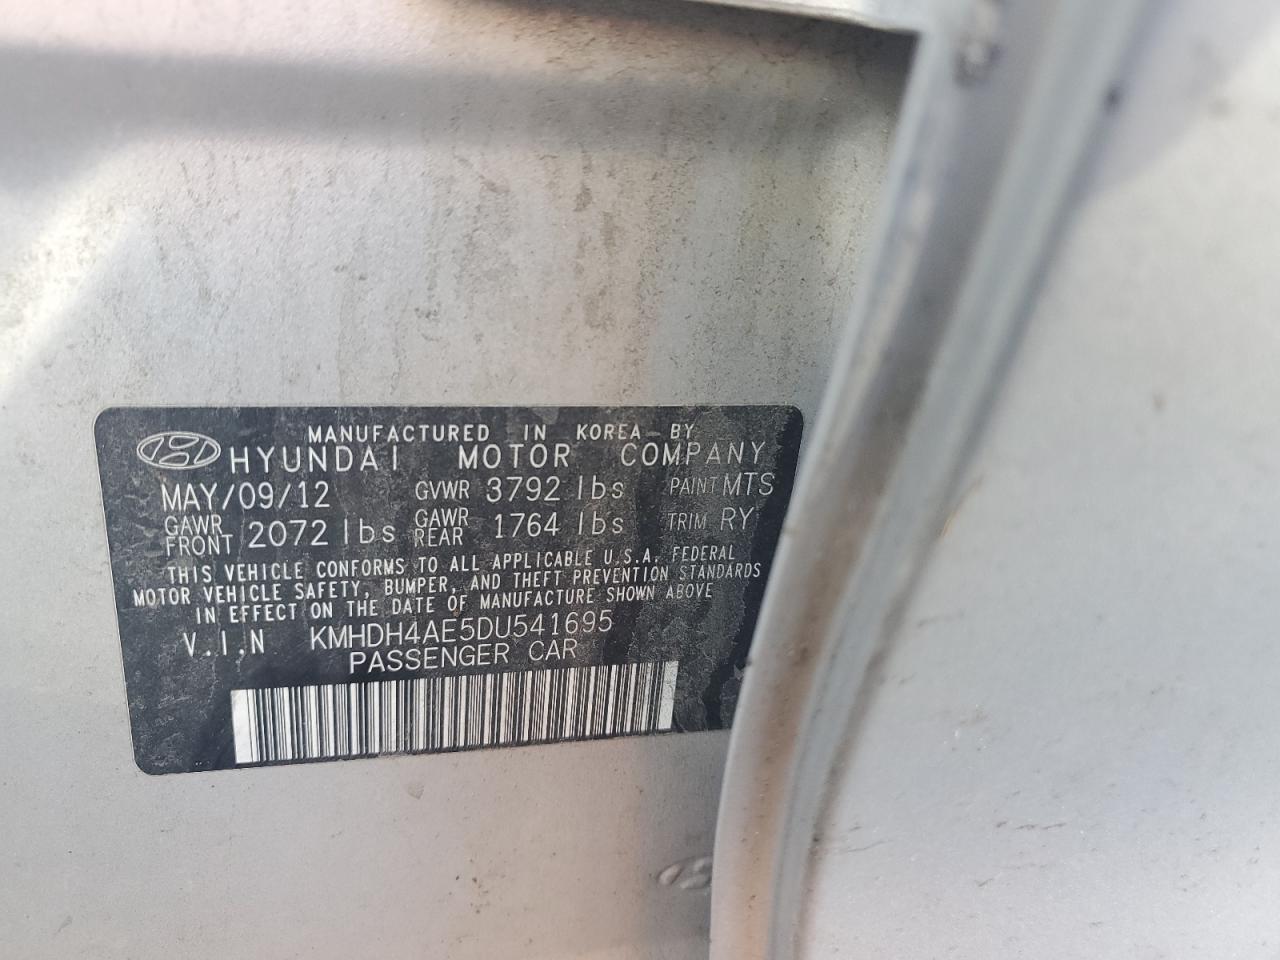 MANUFACTURED IN KOREA BY
HYUNDAI MOTOR COMPANY
MAY/09/12 GVWR 3792 lbs PAINT MTS
GAWR FRONT 2072 lbs GAWR REAR 1764 lbs TRIM RY
THIS VEHICLE CONFORMS TO ALL APPLICABLE U.S.A. FEDERAL
MOTOR VEHICLE SAFETY, BUMPER, AND THEFT PREVENTION STANDARDS
IN EFFECT ON THE DATE OF MANUFACTURE SHOWN ABOVE
V.I.N KMHDH4AE5DU541695
PASSENGER CAR